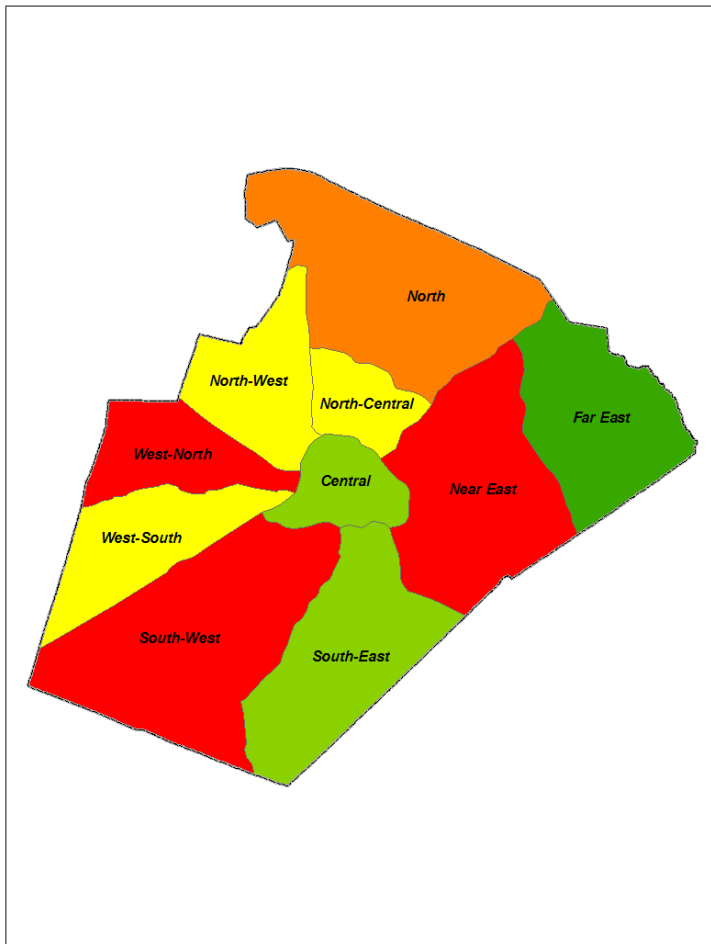 North
North-West
North-Central
Far East
West-North
Central
Near East
West-South
South-West
South-East